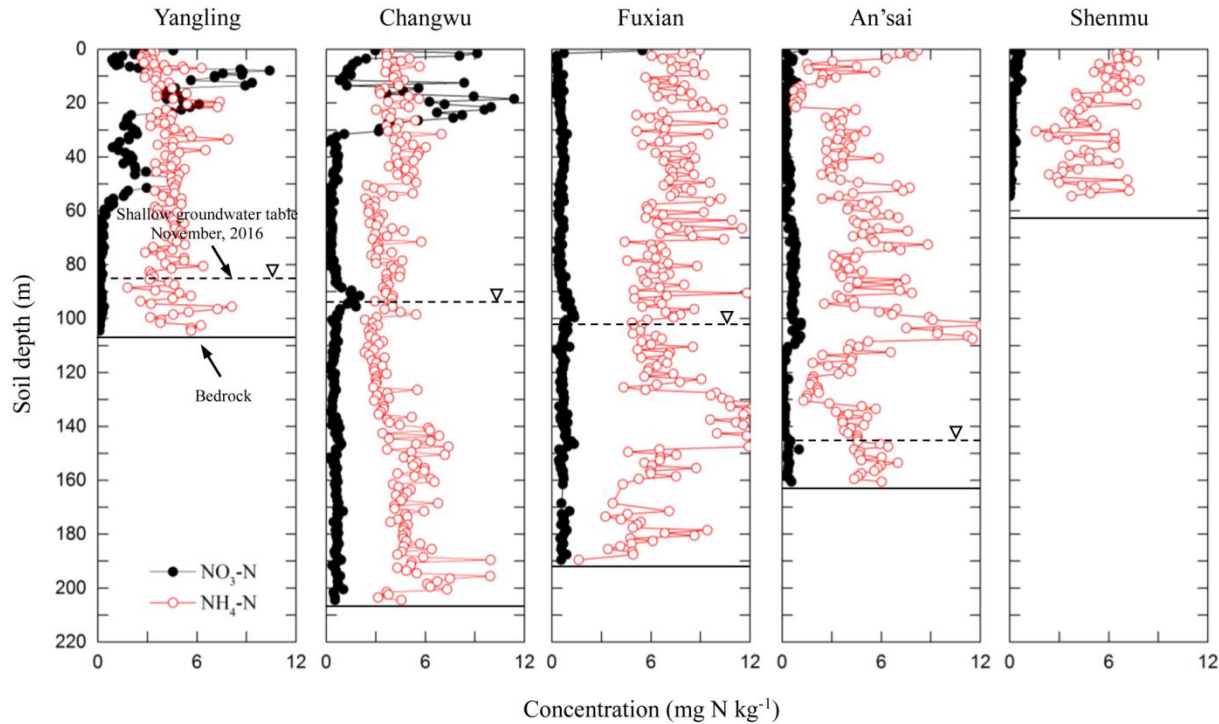 Yangling Changwu Fuxian An'sai Shenmu
0
20
40
60
80
100
120
140
160
180
200
220
Soil depth (m)
Shallow groundwater table
November, 2016
Bedrock
NO₃-N
NH₄-N
0 6 12 0 6 12 0 6 12 0 6 12 0 6 12
Concentration (mg N kg⁻¹)